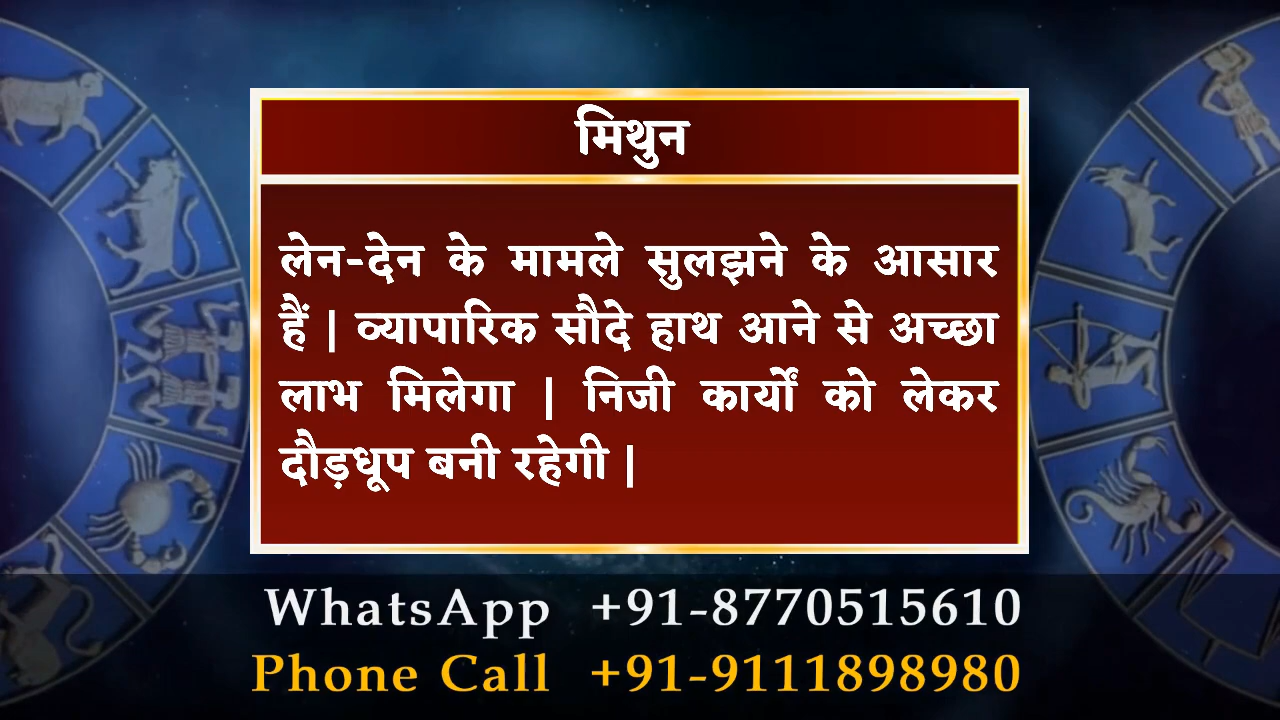 मिथुन
लेन-देन के मामले सुलझने के आसार
हैं | व्यापारिक सौदे हाथ आने से अच्छा
लाभ मिलेगा | निजी कार्यों को लेकर
दौड़धूप बनी रहेगी |
WhatsApp +91-8770515610
Phone Call +91-9111898980